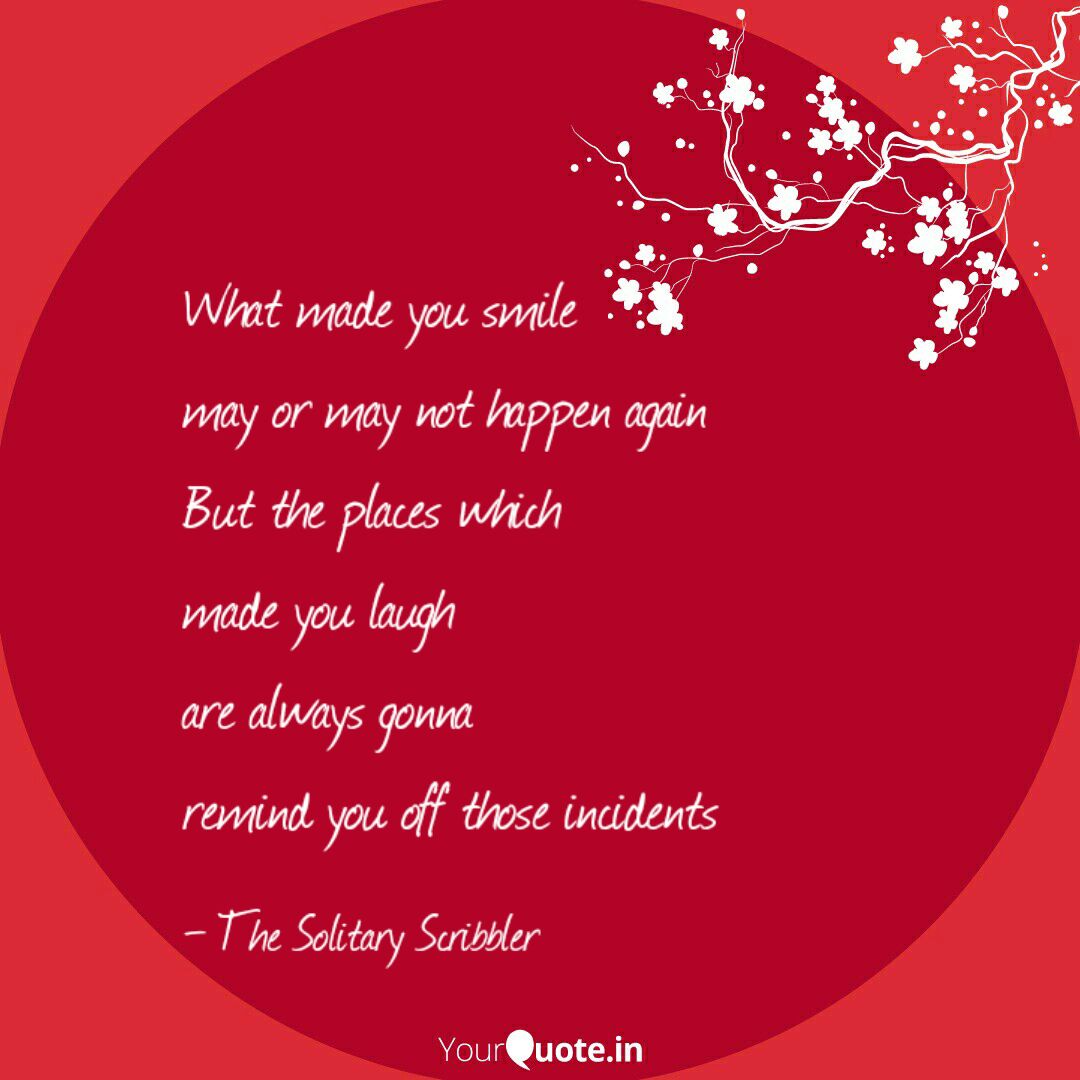 What made you smile
may or may not happen again
But the places which
made you laugh
are always gonna
remind you off those incidents
- The Solitary Scribbler
YourQuote.in